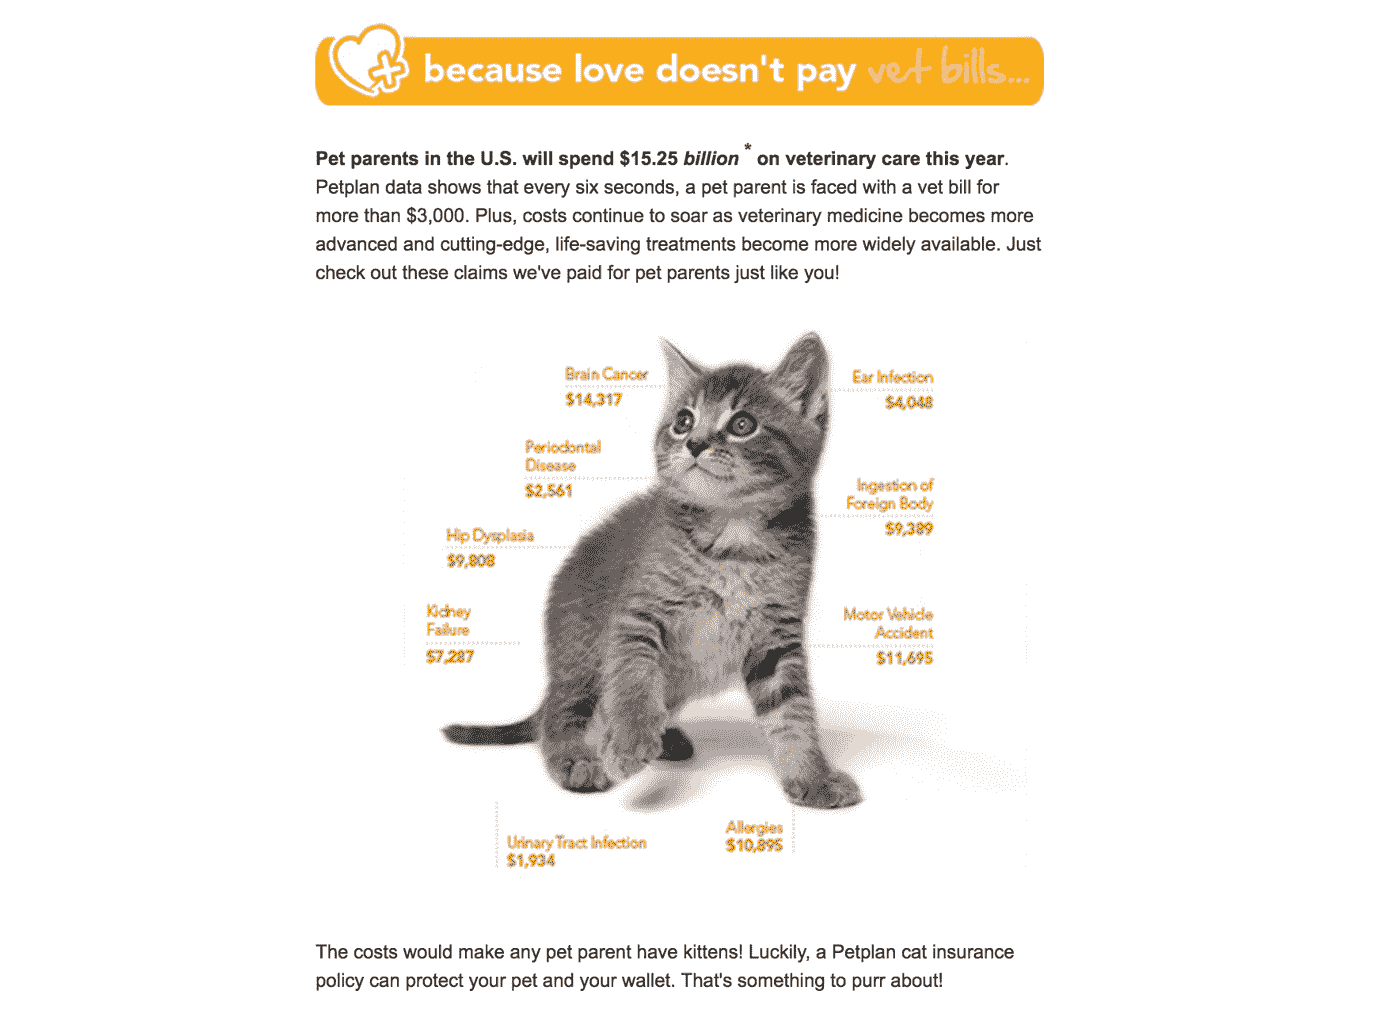 because love doesn't pay vet bills...
Pet parents in the U.S. will spend $15.25 billion * on veterinary care this year.
Petplan data shows that every six seconds, a pet parent is faced with a vet bill for
more than $3,000. Plus, costs continue to soar as veterinary medicine becomes more
advanced and cutting-edge, life-saving treatments become more widely available. Just
check out these claims we've paid for pet parents just like you!
Brain Cancer
$14,317
Ear Infection
$4,048
Periodontal
Disease
$2,561
Ingestion of
Foreign Body
$9,389
Hip Dysplasia
$9,808
Kidney
Failure
$7,287
Motor Vehicle
Accident
$11,695
Urinary Tract Infection
$1,934
Allergies
$10,895
The costs would make any pet parent have kittens! Luckily, a Petplan cat insurance
policy can protect your pet and your wallet. That's something to purr about!